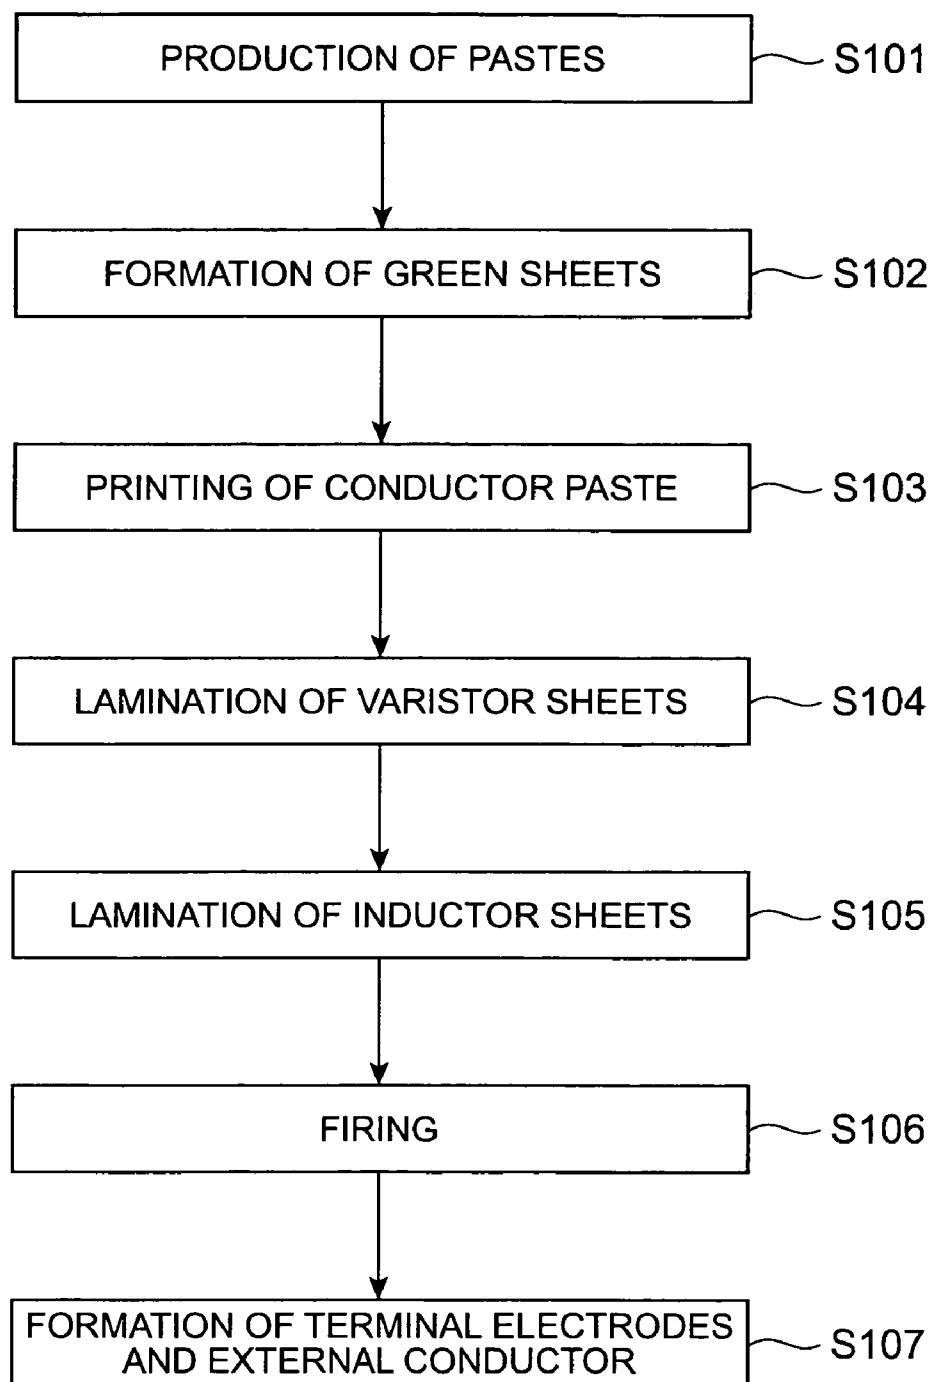 PRODUCTION OF PASTES S101
FORMATION OF GREEN SHEETS S102
PRINTING OF CONDUCTOR PASTE S103
LAMINATION OF VARISTOR SHEETS S104
LAMINATION OF INDUCTOR SHEETS S105
FIRING S106
FORMATION OF TERMINAL ELECTRODES
AND EXTERNAL CONDUCTOR S107